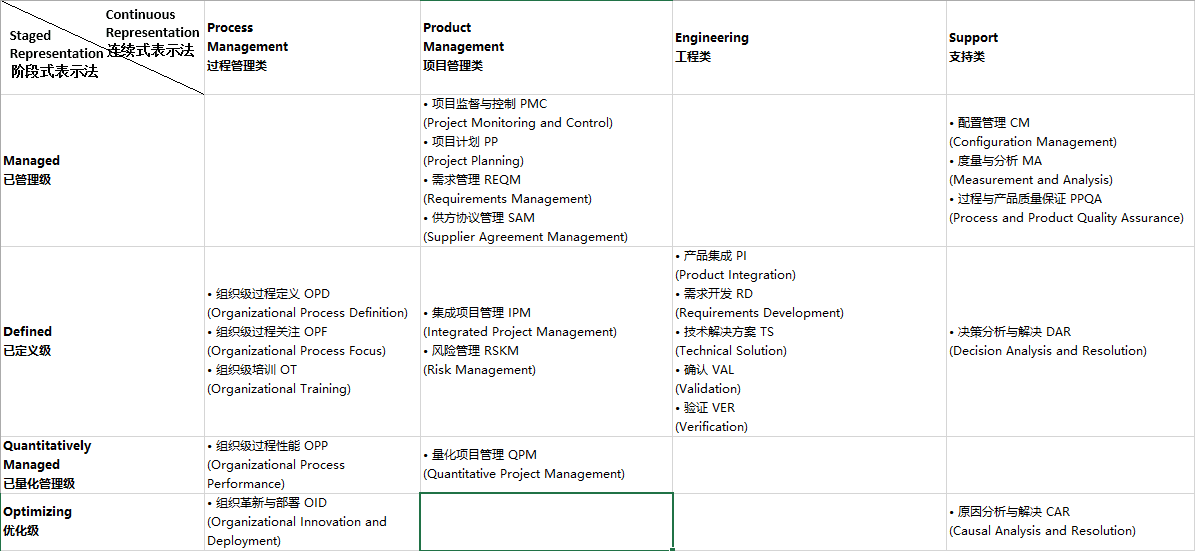 Continuous
Representation
连续式表示法
Staged
Representation
阶段式表示法
Process
Management
过程管理类
Product
Management
项目管理类
Engineering
工程类
Support
支持类
Managed
已管理级
• 项目监督与控制 PMC
(Project Monitoring and Control)
• 项目计划 PP
(Project Planning)
• 需求管理 REQM
(Requirements Management)
• 供方协议管理 SAM
(Supplier Agreement Management)
• 配置管理 CM
(Configuration Management)
• 度量与分析 MA
(Measurement and Analysis)
• 过程与产品质量保证 PPQA
(Process and Product Quality Assurance)
Defined
已定义级
• 组织级过程定义 OPD
(Organizational Process Definition)
• 组织级过程关注 OPF
(Organizational Process Focus)
• 组织级培训 OT
(Organizational Training)
• 集成项目管理 IPM
(Integrated Project Management)
• 风险管理 RSKM
(Risk Management)
• 产品集成 PI
(Product Integration)
• 需求开发 RD
(Requirements Development)
• 技术解决方案 TS
(Technical Solution)
• 确认 VAL
(Validation)
• 验证 VER
(Verification)
• 决策分析与解决 DAR
(Decision Analysis and Resolution)
Quantitatively
Managed
已量化管理级
• 组织级过程性能 OPP
(Organizational Process
Performance)
• 量化项目管理 QPM
(Quantitative Project Management)
Optimizing
优化级
• 组织革新与部署 OID
(Organizational Innovation and
Deployment)
• 原因分析与解决 CAR
(Causal Analysis and Resolution)